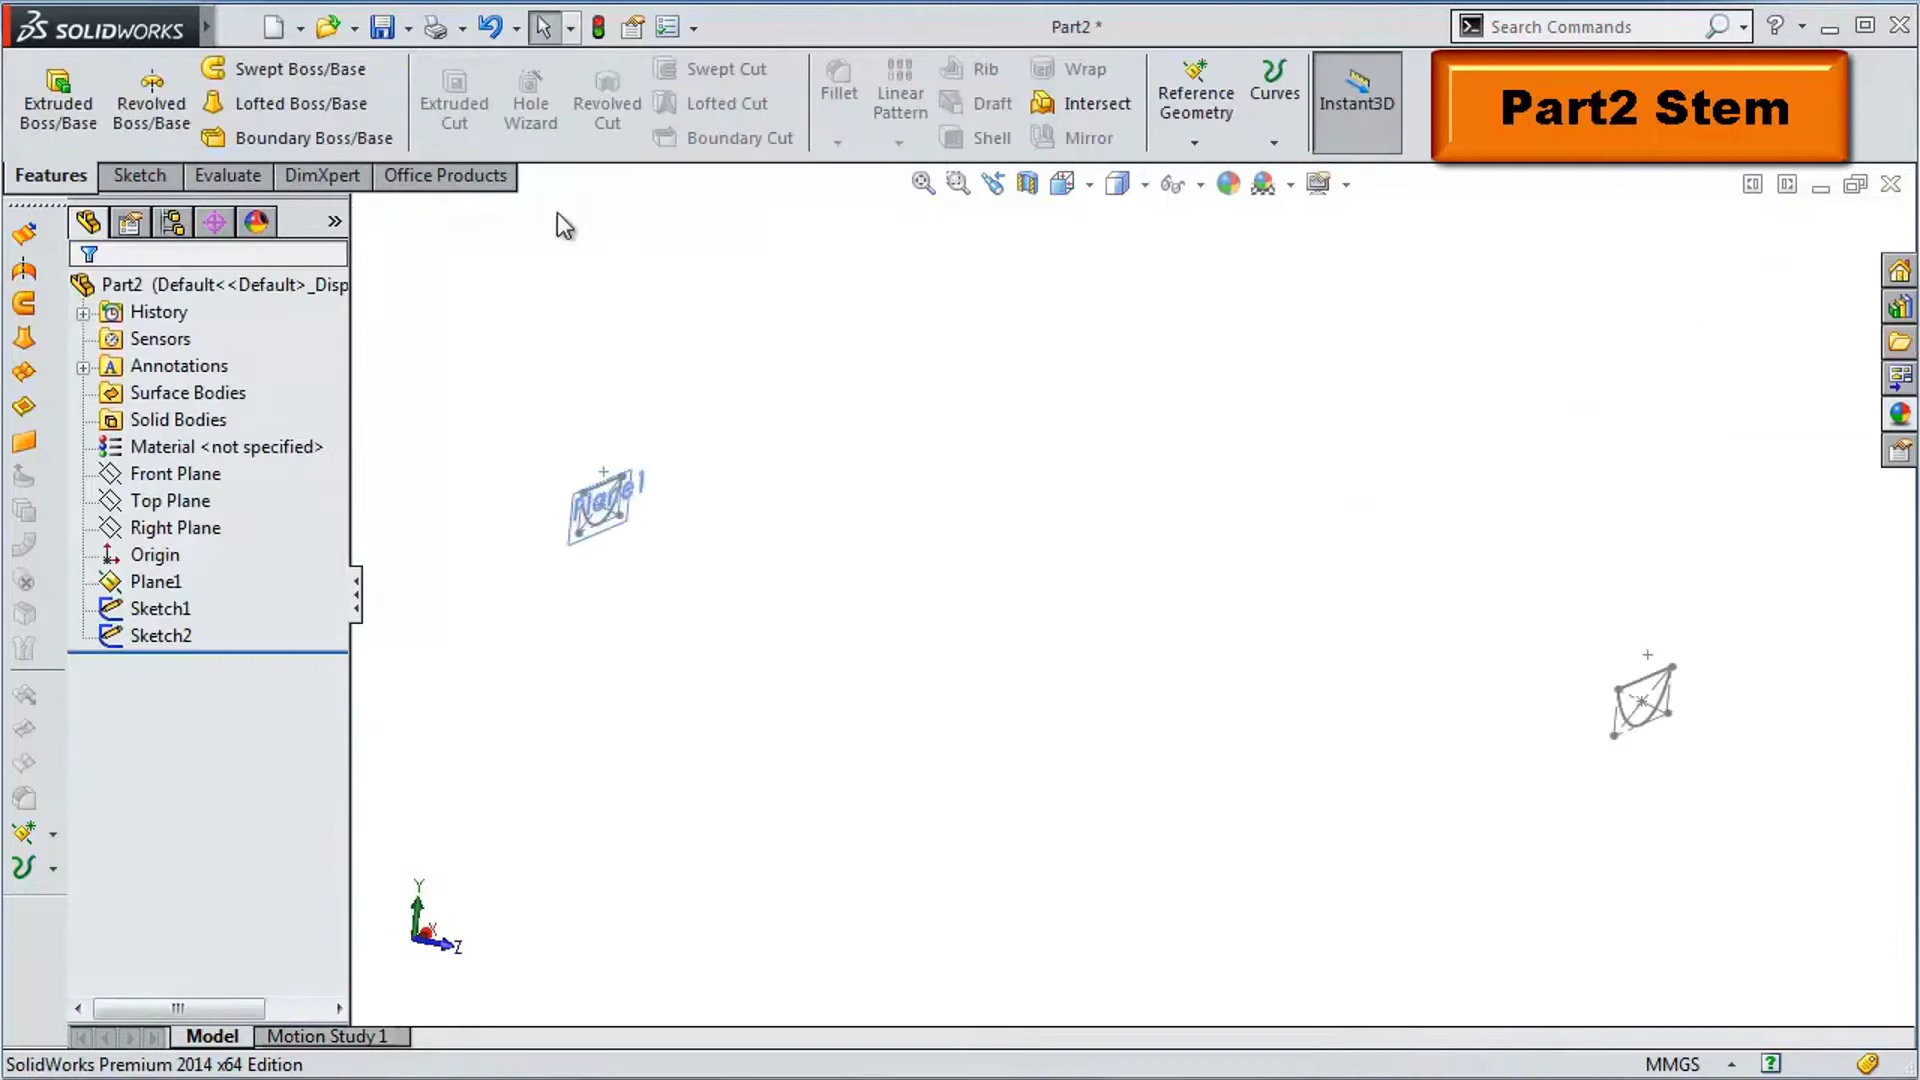 SOLIDWORKS
Part2 *
Search Commands
Extruded Boss/Base
Revolved Boss/Base
Swept Boss/Base
Lofted Boss/Base
Boundary Boss/Base
Extruded Cut
Hole Wizard
Revolved Cut
Swept Cut
Lofted Cut
Boundary Cut
Fillet
Linear Pattern
Rib
Draft
Shell
Wrap
Intersect
Mirror
Reference Geometry
Curves
Instant3D
Part2 Stem
Features
Sketch
Evaluate
DimXpert
Office Products
Part2 (Default<<Default>_Disp
History
Sensors
Annotations
Surface Bodies
Solid Bodies
Material <not specified>
Front Plane
Top Plane
Right Plane
Origin
Plane1
Sketch1
Sketch2
Plane1
Y
X
Z
Model
Motion Study 1
SolidWorks Premium 2014 x64 Edition
MMGS